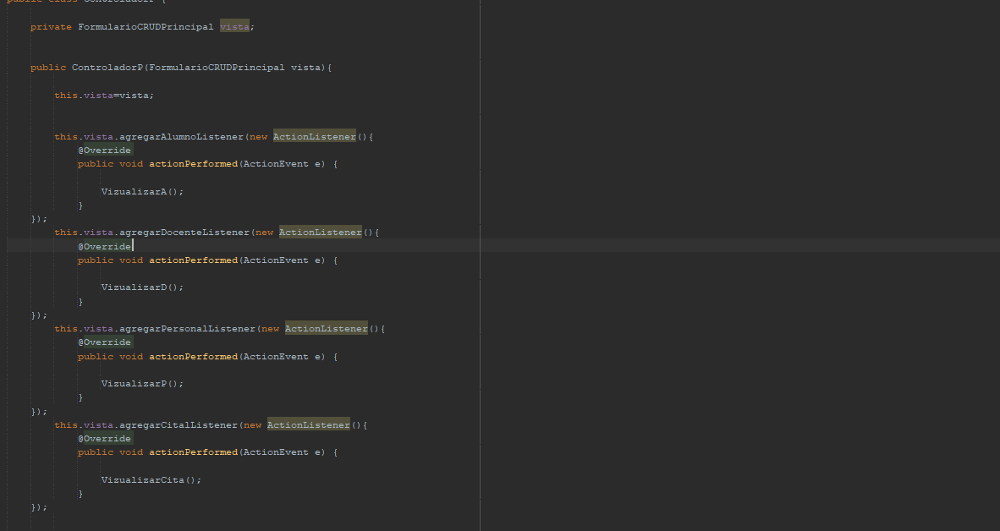 public class ControladorP {
private FormularioCRUDPrincipal vista;
public ControladorP(FormularioCRUDPrincipal vista){
this.vista=vista;
this.vista.agregarAlumnoListener(new ActionListener(){
@Override
public void actionPerformed(ActionEvent e) {
VizualizarA();
}
});
this.vista.agregarDocenteListener(new ActionListener(){
@Override
public void actionPerformed(ActionEvent e) {
VizualizarD();
}
});
this.vista.agregarPersonalListener(new ActionListener(){
@Override
public void actionPerformed(ActionEvent e) {
VizualizarP();
}
});
this.vista.agregarCitalListener(new ActionListener(){
@Override
public void actionPerformed(ActionEvent e) {
VizualizarCita();
}
});